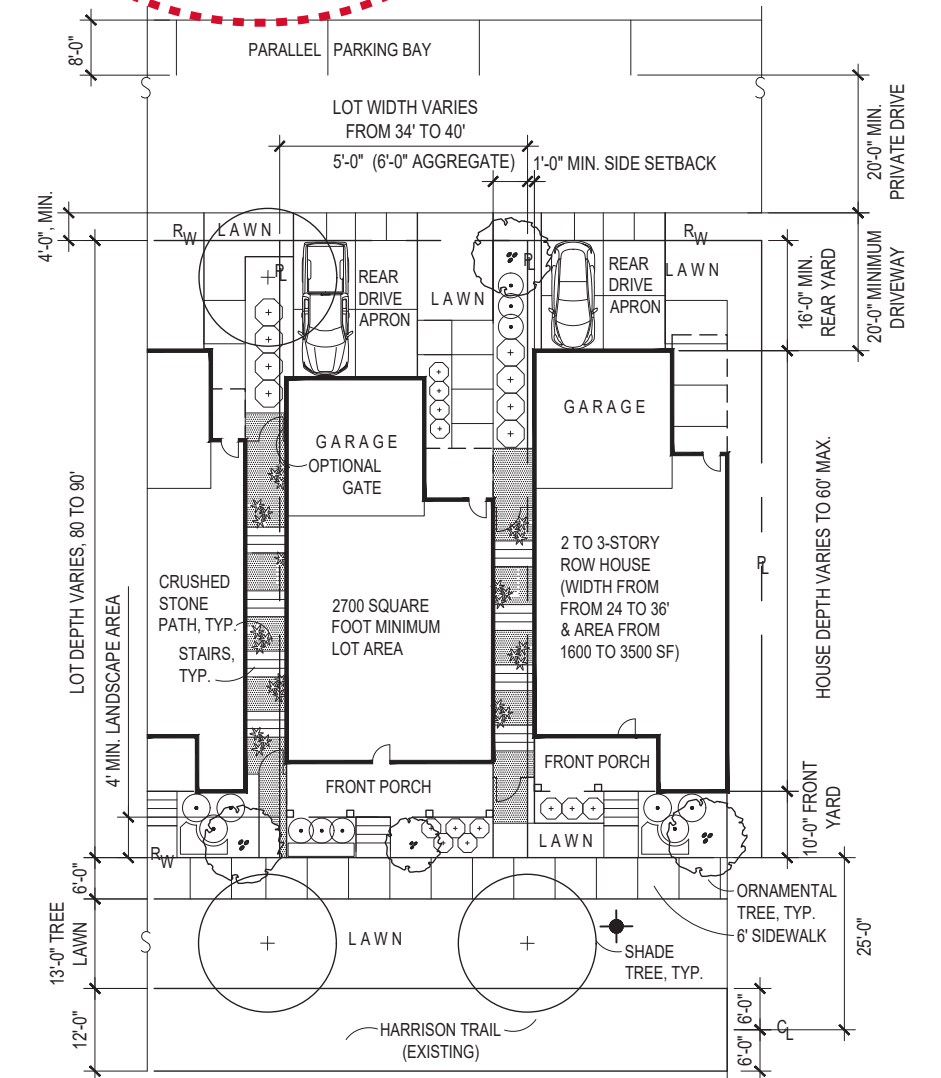 8'-0"
PARALLEL PARKING BAY
LOT WIDTH VARIES
FROM 34' TO 40'
5'-0" (6'-0" AGGREGATE)
1'-0" MIN. SIDE SETBACK
20'-0" MIN.
PRIVATE DRIVE
4'-0", MIN.
RW
LAWN
RW
PL
REAR
DRIVE
APRON
LAWN
PL
REAR
DRIVE
APRON
LAWN
16'-0" MIN.
REAR YARD
20'-0" MINIMUM
DRIVEWAY
GARAGE
GARAGE
OPTIONAL
GATE
LOT DEPTH VARIES, 80 TO 90'
4' MIN. LANDSCAPE AREA
CRUSHED
STONE
PATH, TYP.
STAIRS,
TYP.
2700 SQUARE
FOOT MINIMUM
LOT AREA
2 TO 3-STORY
ROW HOUSE
(WIDTH FROM
FROM 24 TO 36'
& AREA FROM
1600 TO 3500 SF)
PL
HOUSE DEPTH VARIES TO 60' MAX.
FRONT PORCH
FRONT PORCH
10'-0" FRONT
YARD
LAWN
RW
6'-0"
13'-0" TREE
LAWN
LAWN
ORNAMENTAL
TREE, TYP.
6' SIDEWALK
SHADE
TREE, TYP.
25'-0"
12'-0"
HARRISON TRAIL
(EXISTING)
6'-0"
6'-0"
CL